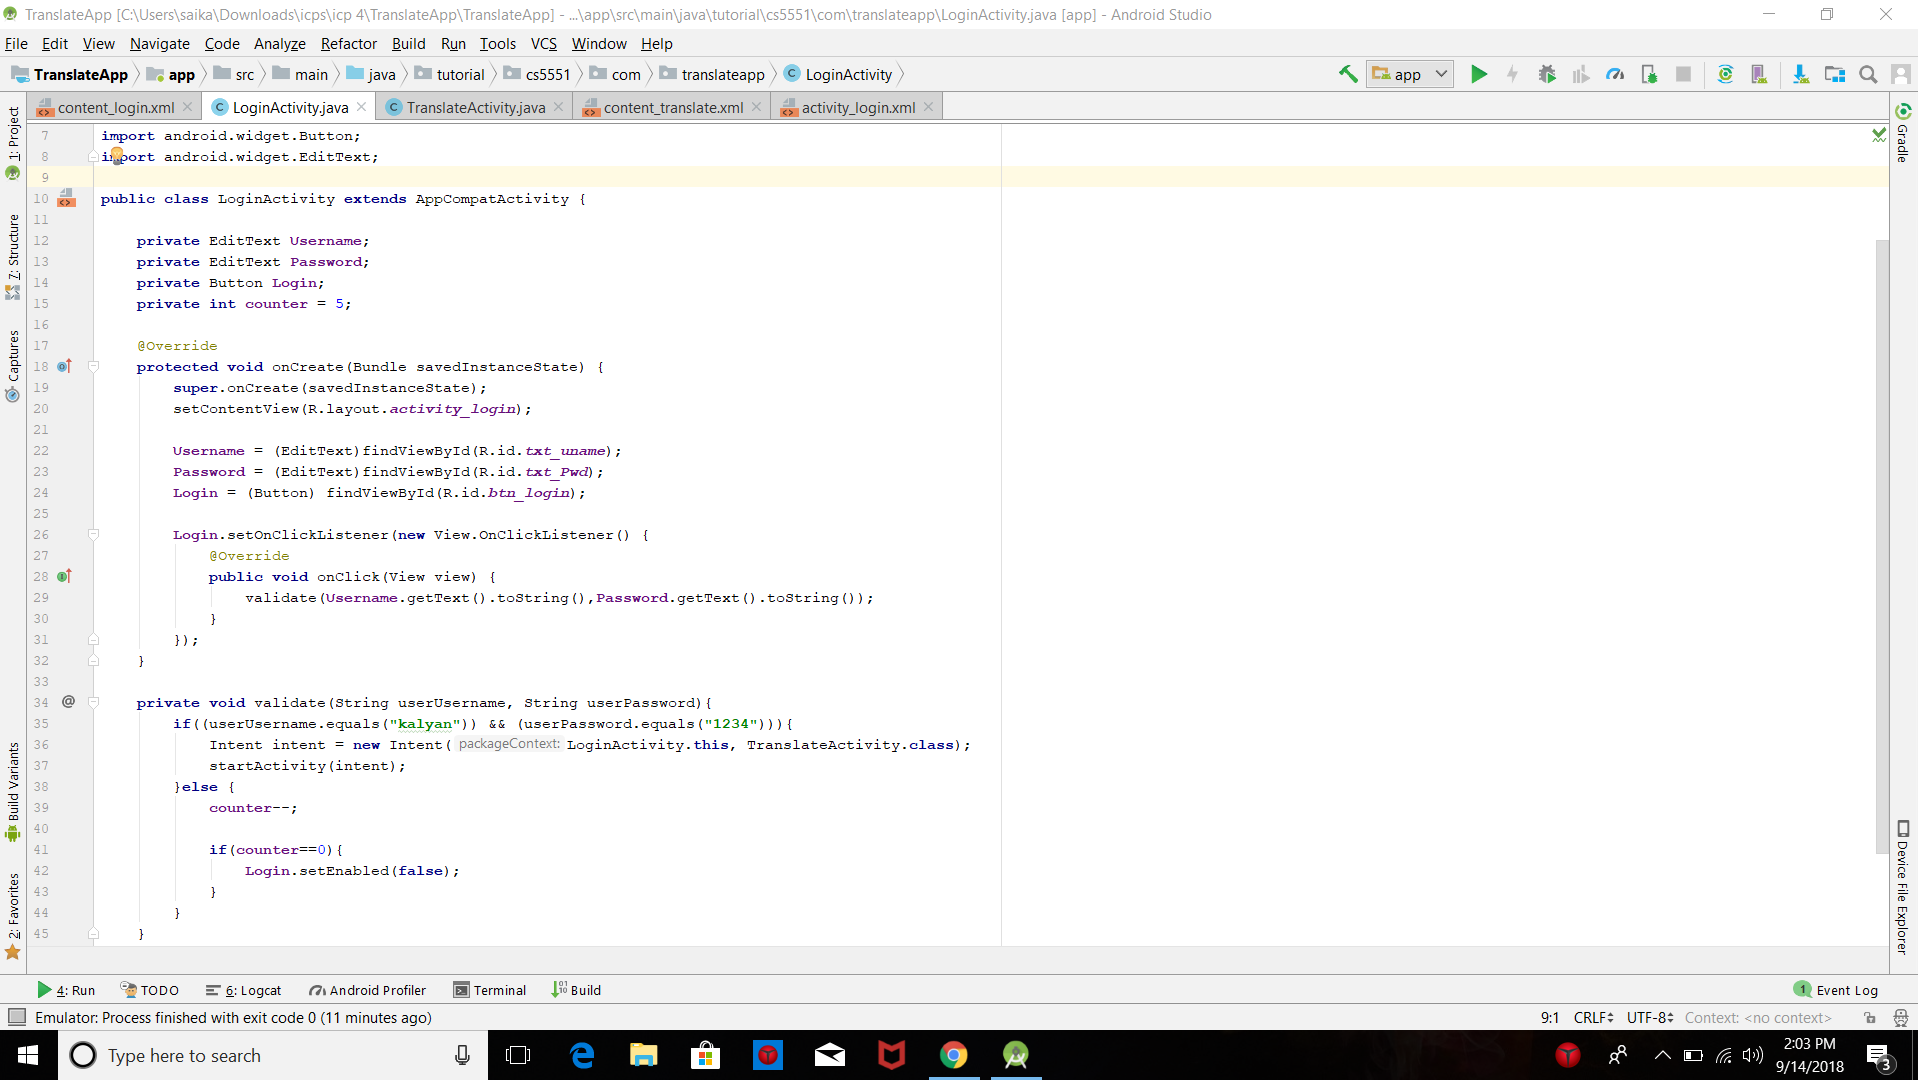 TranslateApp [C:\Users\saika\Downloads\icps\icp 4\TranslateApp\TranslateApp] - ...\app\src\main\java\tutorial\cs5551\com\translateapp\LoginActivity.java [app] - Android Studio
File Edit View Navigate Code Analyze Refactor Build Run Tools VCS Window Help
TranslateApp app src main java tutorial cs5551 com translateapp LoginActivity app
content_login.xml LoginActivity.java TranslateActivity.java content_translate.xml activity_login.xml
1: Project
7: Structure
Captures
Build Variants
2: Favorites
7 import android.widget.Button;
8 import android.widget.EditText;
9
10 public class LoginActivity extends AppCompatActivity {
11
12 private EditText Username;
13 private EditText Password;
14 private Button Login;
15 private int counter = 5;
16
17 @Override
18 protected void onCreate(Bundle savedInstanceState) {
19 super.onCreate(savedInstanceState);
20 setContentView(R.layout.activity_login);
21
22 Username = (EditText)findViewById(R.id.txt_uname);
23 Password = (EditText)findViewById(R.id.txt_Pwd);
24 Login = (Button) findViewById(R.id.btn_login);
25
26 Login.setOnClickListener(new View.OnClickListener() {
27 @Override
28 public void onClick(View view) {
29 validate(Username.getText().toString(),Password.getText().toString());
30 }
31 });
32 }
33
34 @ private void validate(String userUsername, String userPassword){
35 if((userUsername.equals("kalyan")) && (userPassword.equals("1234"))){
36 Intent intent = new Intent( packageContext: LoginActivity.this, TranslateActivity.class);
37 startActivity(intent);
38 }else {
39 counter--;
40
41 if(counter==0){
42 Login.setEnabled(false);
43 }
44 }
45 }
Gradle
Device File Explorer
4: Run TODO 6: Logcat Android Profiler Terminal Build 1 Event Log
Emulator: Process finished with exit code 0 (11 minutes ago) 9:1 CRLF UTF-8 Context: <no context>
Type here to search
2:03 PM
9/14/2018
3